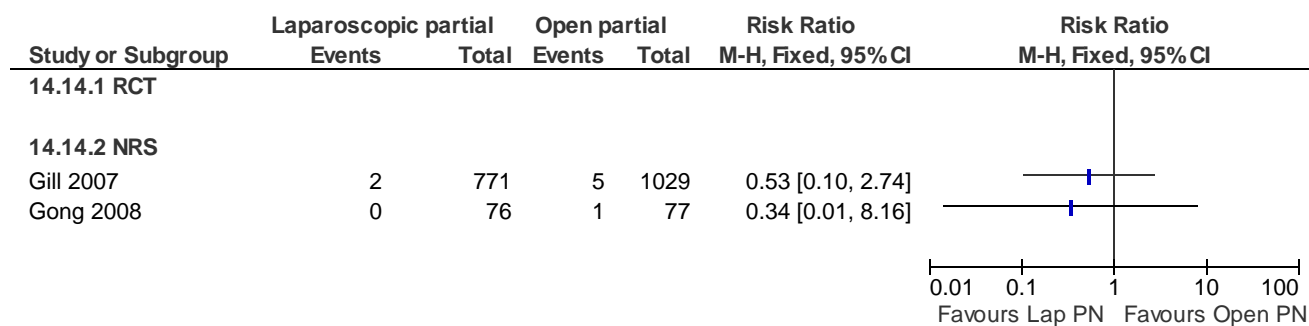 Laparoscopic partial Open partial Risk Ratio Risk Ratio
Study or Subgroup Events Total Events Total M-H, Fixed, 95% CI M-H, Fixed, 95% CI
14.14.1 RCT
14.14.2 NRS
Gill 2007 2 771 5 1029 0.53 [0.10, 2.74]
Gong 2008 0 76 1 77 0.34 [0.01, 8.16]
0.01 0.1 1 10 100
Favours Lap PN Favours Open PN